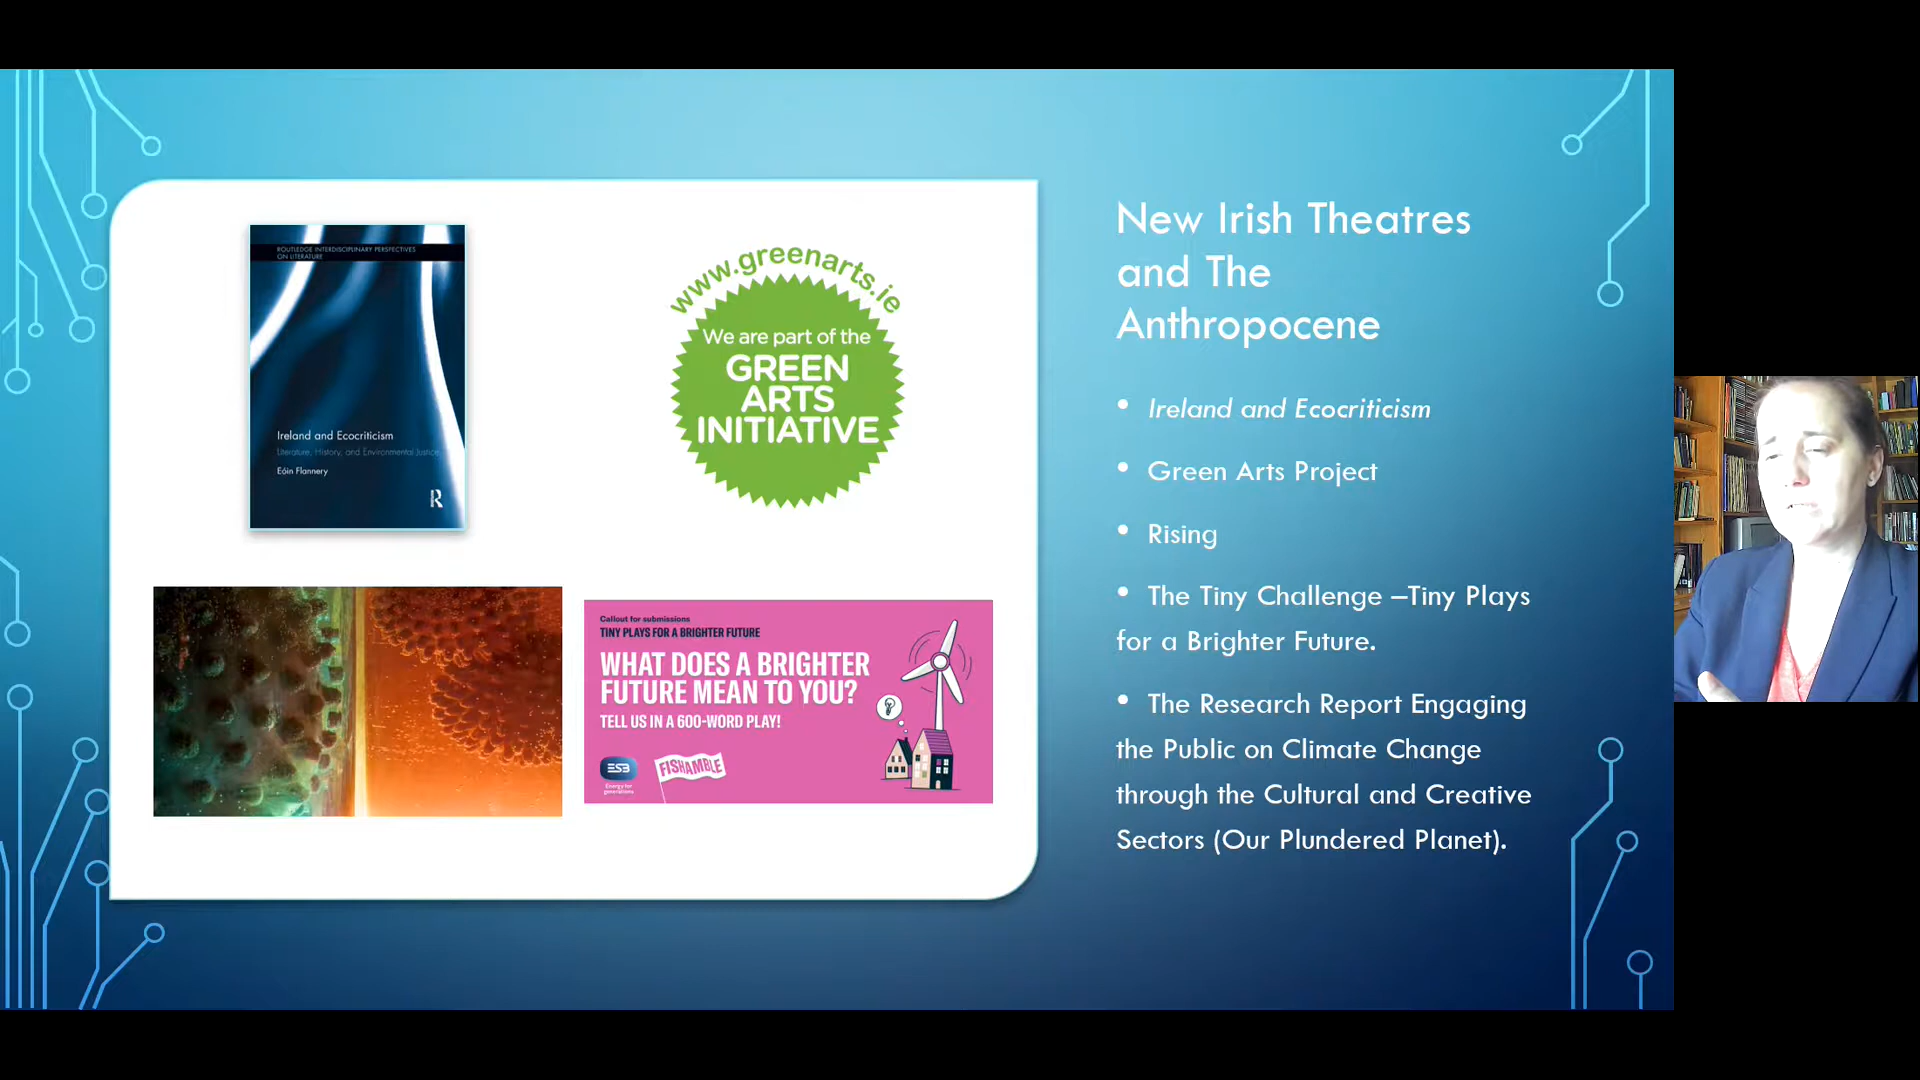 ROUTLEDGE INTERDISCIPLINARY PERSPECTIVES
ON LITERATURE
Ireland and Ecocriticism
Literature, History, and Environmental Justice
Eóin Flannery
R
www.greenarts.ie
We are part of the
GREEN
ARTS
INITIATIVE
Callout for submissions
TINY PLAYS FOR A BRIGHTER FUTURE
WHAT DOES A BRIGHTER
FUTURE MEAN TO YOU?
TELL US IN A 600-WORD PLAY!
ESB
Energy for
generations
FISHAMBLE
New Irish Theatres
and The
Anthropocene
• Ireland and Ecocriticism
• Green Arts Project
• Rising
• The Tiny Challenge –Tiny Plays
for a Brighter Future.
• The Research Report Engaging
the Public on Climate Change
through the Cultural and Creative
Sectors (Our Plundered Planet).